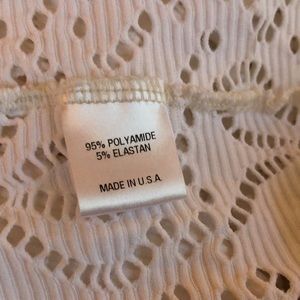 95% POLYAMIDE
5% ELASTAN
MADE IN U.S.A.